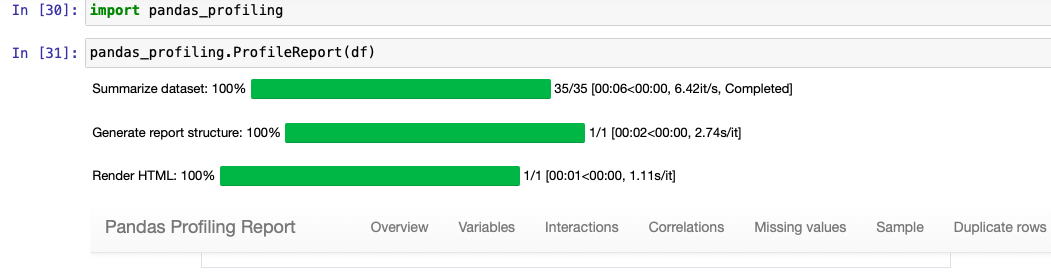 In [30]: import pandas_profiling
In [31]: pandas_profiling.ProfileReport(df)
Summarize dataset: 100% 35/35 [00:06<00:00, 6.42it/s, Completed]
Generate report structure: 100% 1/1 [00:02<00:00, 2.74s/it]
Render HTML: 100% 1/1 [00:01<00:00, 1.11s/it]
Pandas Profiling Report Overview Variables Interactions Correlations Missing values Sample Duplicate rows